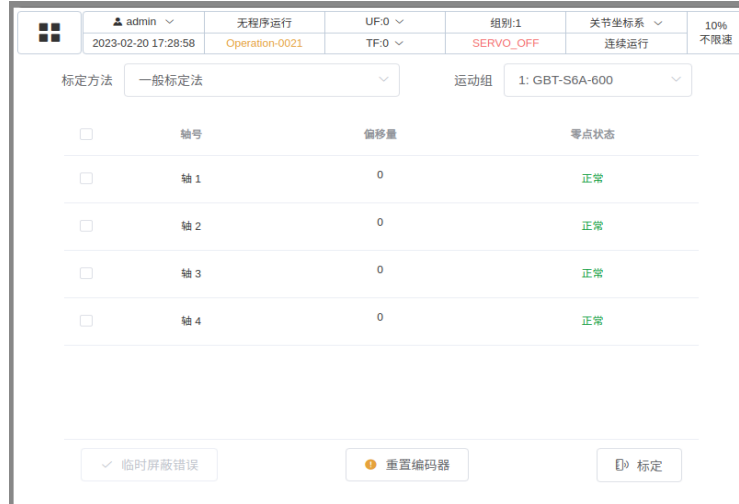 admin 无程序运行 UF:0 组别:1 关节坐标系 10%
2023-02-20 17:28:58 Operation-0021 TF:0 SERVO_OFF 连续运行 不限速
标定方法 一般标定法 运动组 1: GBT-S6A-600
轴号 偏移量 零点状态
轴 1 0 正常
轴 2 0 正常
轴 3 0 正常
轴 4 0 正常
临时屏蔽错误 重置编码器 标定